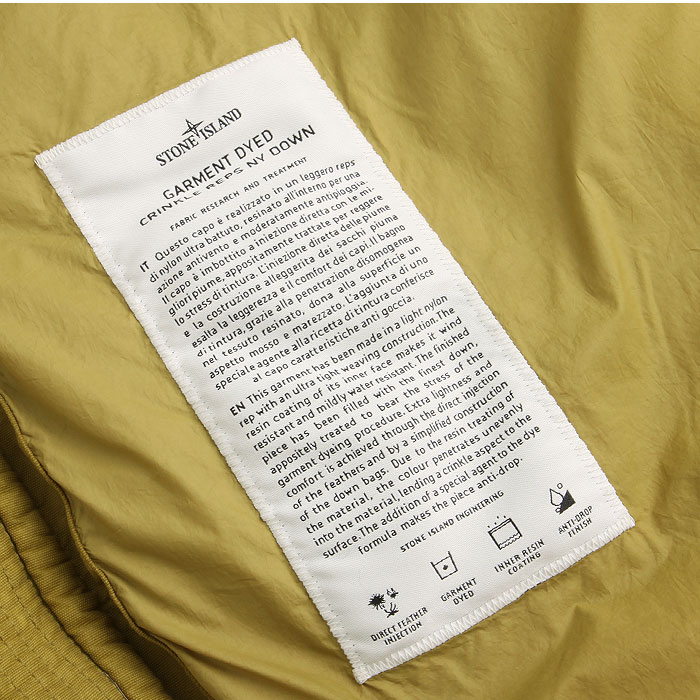 STONE ISLAND
GARMENT DYED
CRINKLE REPS NY DOWN
FABRIC RESEARCH AND TREATMENT
IT Questo capo è realizzato in un leggero reps
di nylon ultra battuto, resinato all'interno per una
azione antivento e moderatamente antipioggia.
Il capo è imbottito a iniezione diretta con le mi-
gliori piume, appositamente trattate per reggere
lo stress di tintura. L'iniezione diretta delle piume
e la costruzione alleggerita dei sacchi piuma
esalta la leggerezza e il comfort dei capi. Il bagno
di tintura, grazie alla penetrazione disomogenea
nel tessuto resinato, dona alla superficie un
aspetto mosso e marezzato. L'aggiunta di uno
speciale agente alla ricetta di tintura conferisce
al capo caratteristiche anti goccia.
EN This garment has been made in a light nylon
rep with an ultra tight weaving construction. The
resin coating of its inner face makes it wind
resistant and mildly water resistant. The finished
piece has been filled with the finest down,
appositely treated to bear the stress of the
garment dyeing procedure. Extra lightness and
comfort is achieved through the direct injection
of the feathers and by a simplified construction
of the down bags. Due to the resin treating of
the material, the colour penetrates unevenly
into the material, lending a crinkle aspect to the
surface. The addition of a special agent to the dye
formula makes the piece anti-drop.
STONE ISLAND ENGINEERING
DIRECT FEATHER
INJECTION
GARMENT
DYED
INNER RESIN
COATING
ANTI-DROP
FINISH